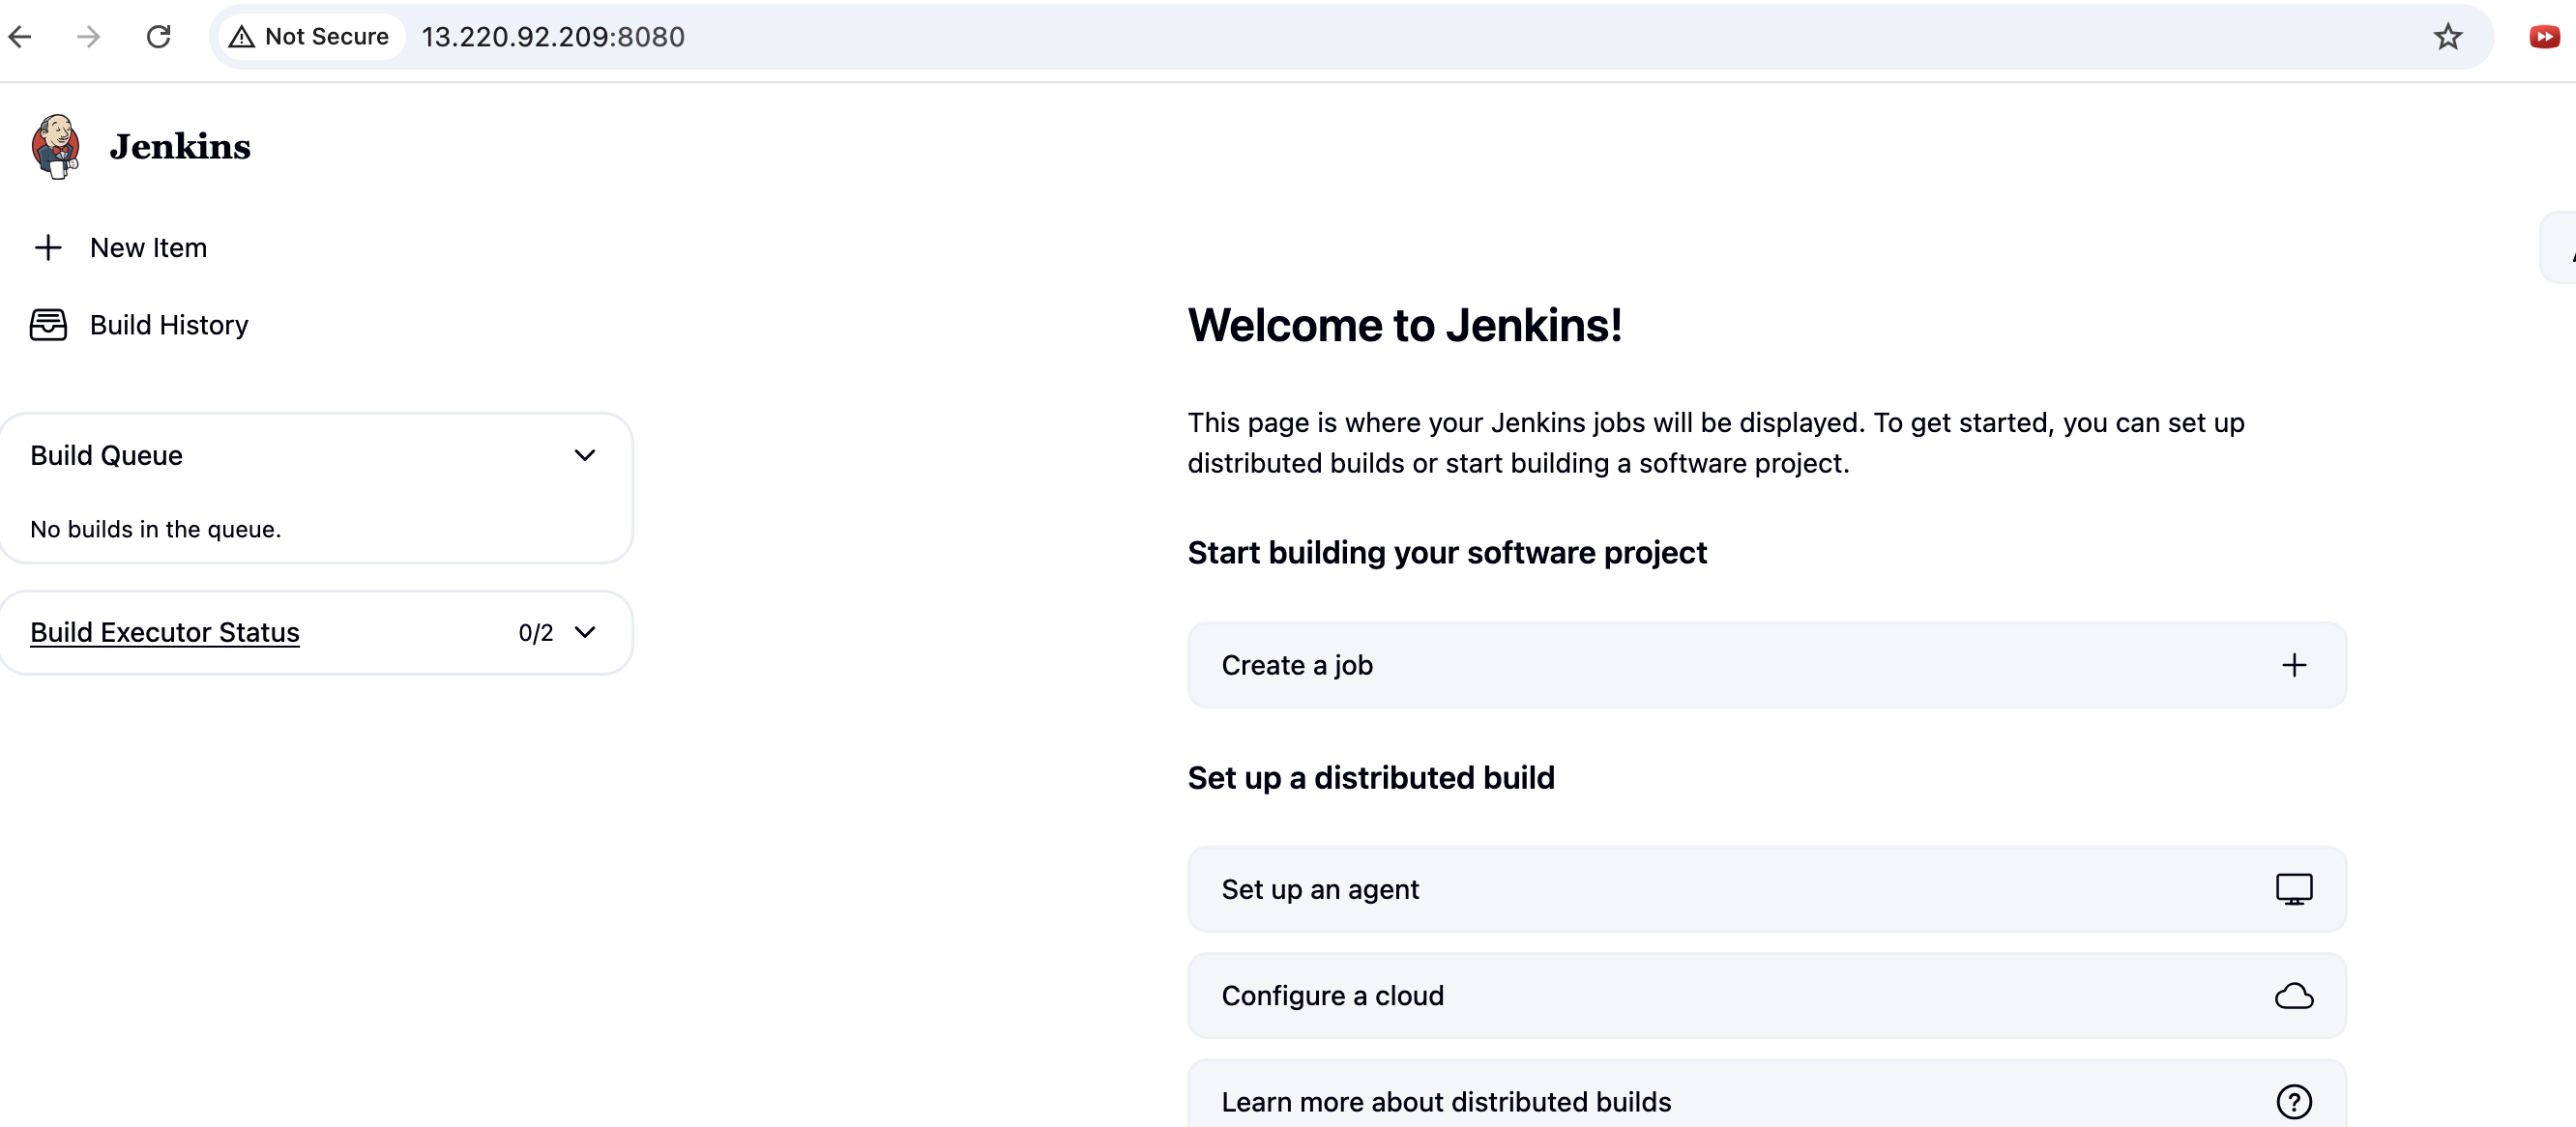 Not Secure 13.220.92.209:8080
Jenkins
New Item
Build History
Build Queue
No builds in the queue.
Build Executor Status 0/2
Welcome to Jenkins!
This page is where your Jenkins jobs will be displayed. To get started, you can set up
distributed builds or start building a software project.
Start building your software project
Create a job
Set up a distributed build
Set up an agent
Configure a cloud
Learn more about distributed builds